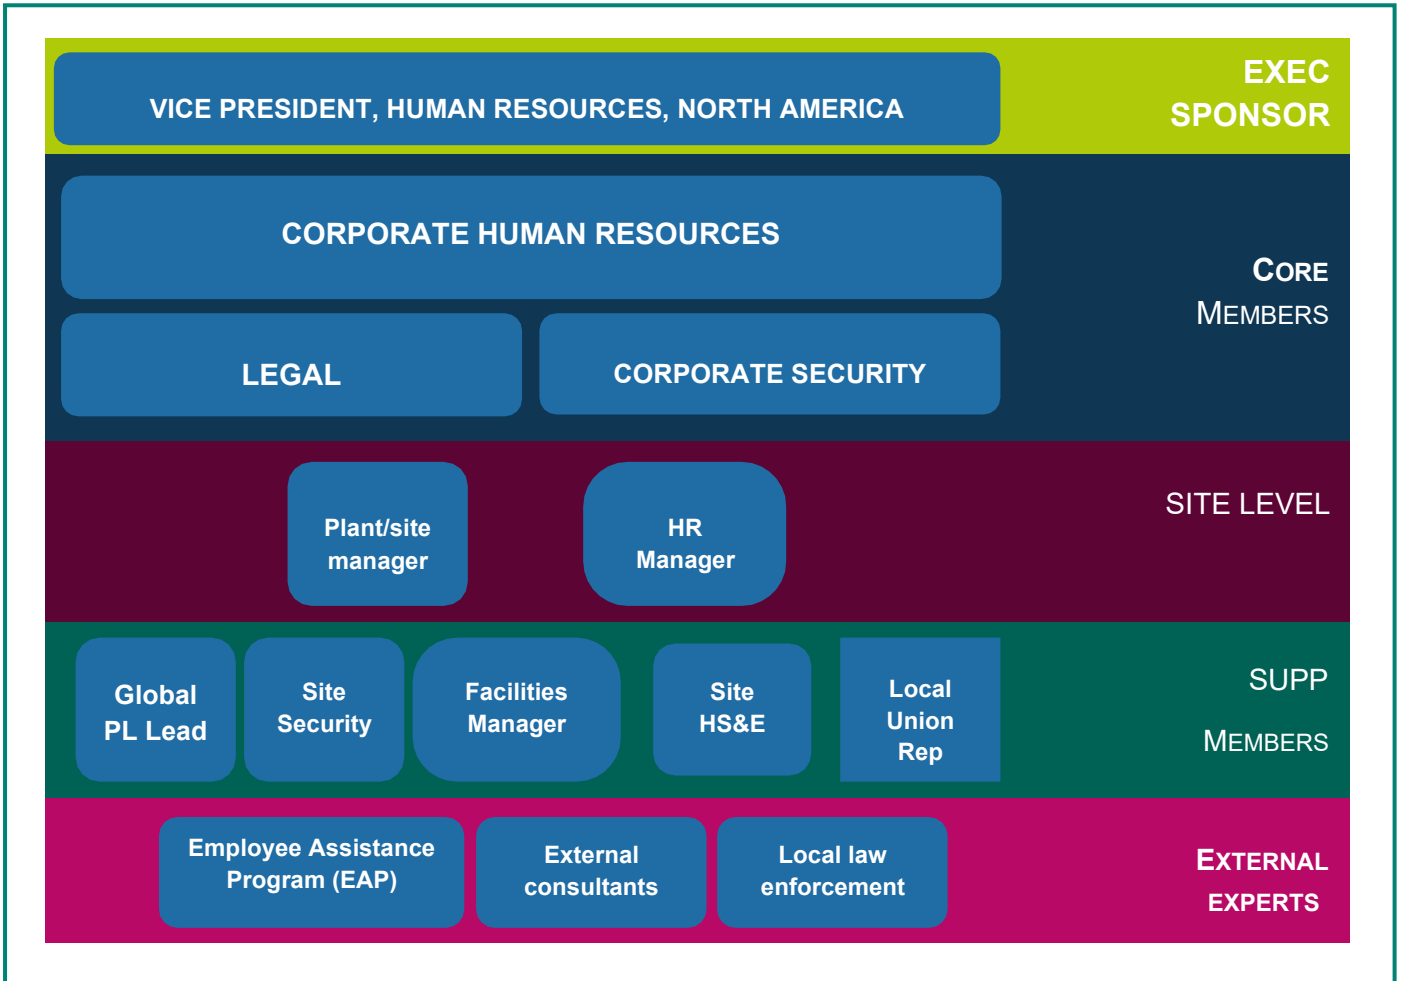 VICE PRESIDENT, HUMAN RESOURCES, NORTH AMERICA
EXEC
SPONSOR
CORPORATE HUMAN RESOURCES
LEGAL
CORPORATE SECURITY
CORE
MEMBERS
Plant/site
manager
HR
Manager
SITE LEVEL
Global
PL Lead
Site
Security
Facilities
Manager
Site
HS&E
Local
Union
Rep
SUPP
MEMBERS
Employee Assistance
Program (EAP)
External
consultants
Local law
enforcement
EXTERNAL
EXPERTS